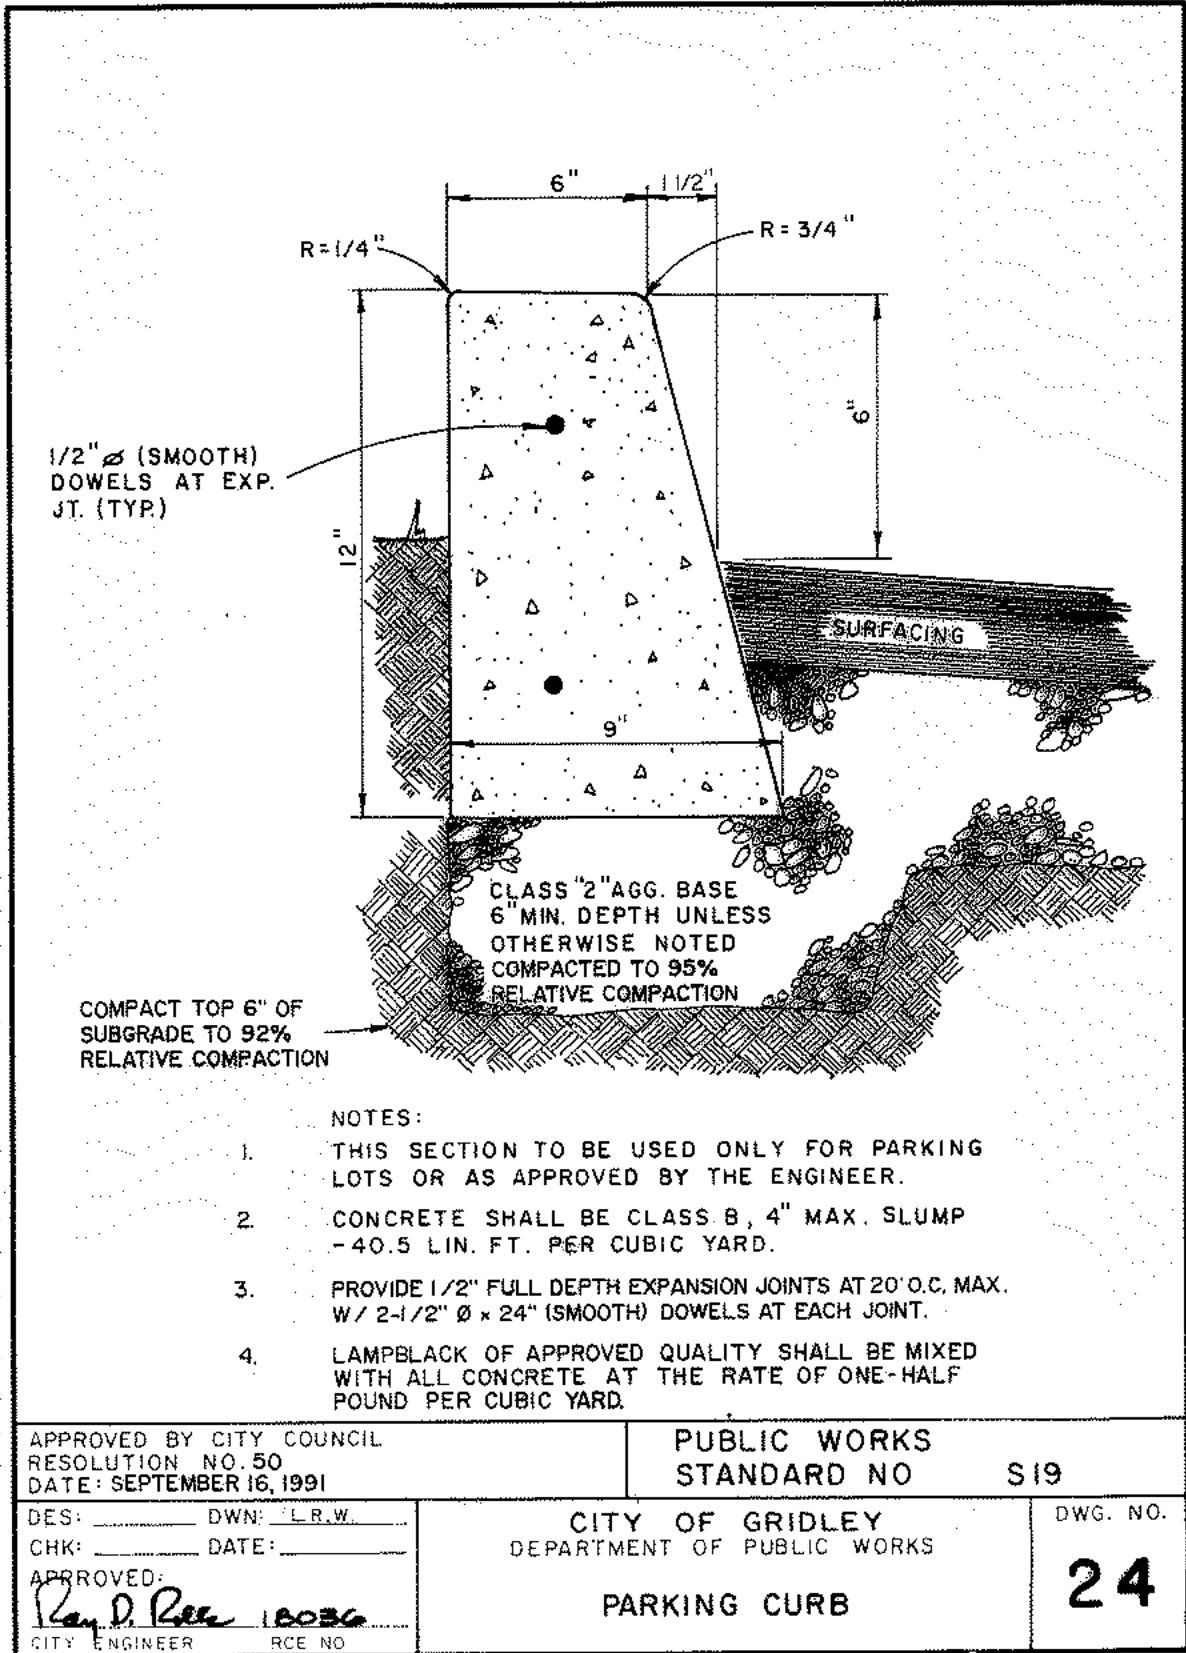 6"
1 1/2"
R=1/4"
R= 3/4"
12"
6"
1/2" ø (SMOOTH)
DOWELS AT EXP.
JT. (TYP.)
SURFACING
9"
CLASS "2" AGG. BASE
6" MIN. DEPTH UNLESS
OTHERWISE NOTED
COMPACTED TO 95%
RELATIVE COMPACTION
COMPACT TOP 6" OF
SUBGRADE TO 92%
RELATIVE COMPACTION
NOTES:
1. THIS SECTION TO BE USED ONLY FOR PARKING
LOTS OR AS APPROVED BY THE ENGINEER.
2. CONCRETE SHALL BE CLASS B, 4" MAX. SLUMP
-40.5 LIN. FT. PER CUBIC YARD.
3. PROVIDE 1/2" FULL DEPTH EXPANSION JOINTS AT 20' O.C. MAX.
W/ 2-1/2" Ø x 24" (SMOOTH) DOWELS AT EACH JOINT.
4. LAMPBLACK OF APPROVED QUALITY SHALL BE MIXED
WITH ALL CONCRETE AT THE RATE OF ONE-HALF
POUND PER CUBIC YARD.
APPROVED BY CITY COUNCIL
RESOLUTION NO. 50
DATE: SEPTEMBER 16, 1991
PUBLIC WORKS
STANDARD NO S19
DES: DWN: L.R.W.
CHK: DATE:
APPROVED:
Ray D. 18036
CITY ENGINEER RCE NO
CITY OF GRIDLEY
DEPARTMENT OF PUBLIC WORKS
PARKING CURB
DWG. NO.
24